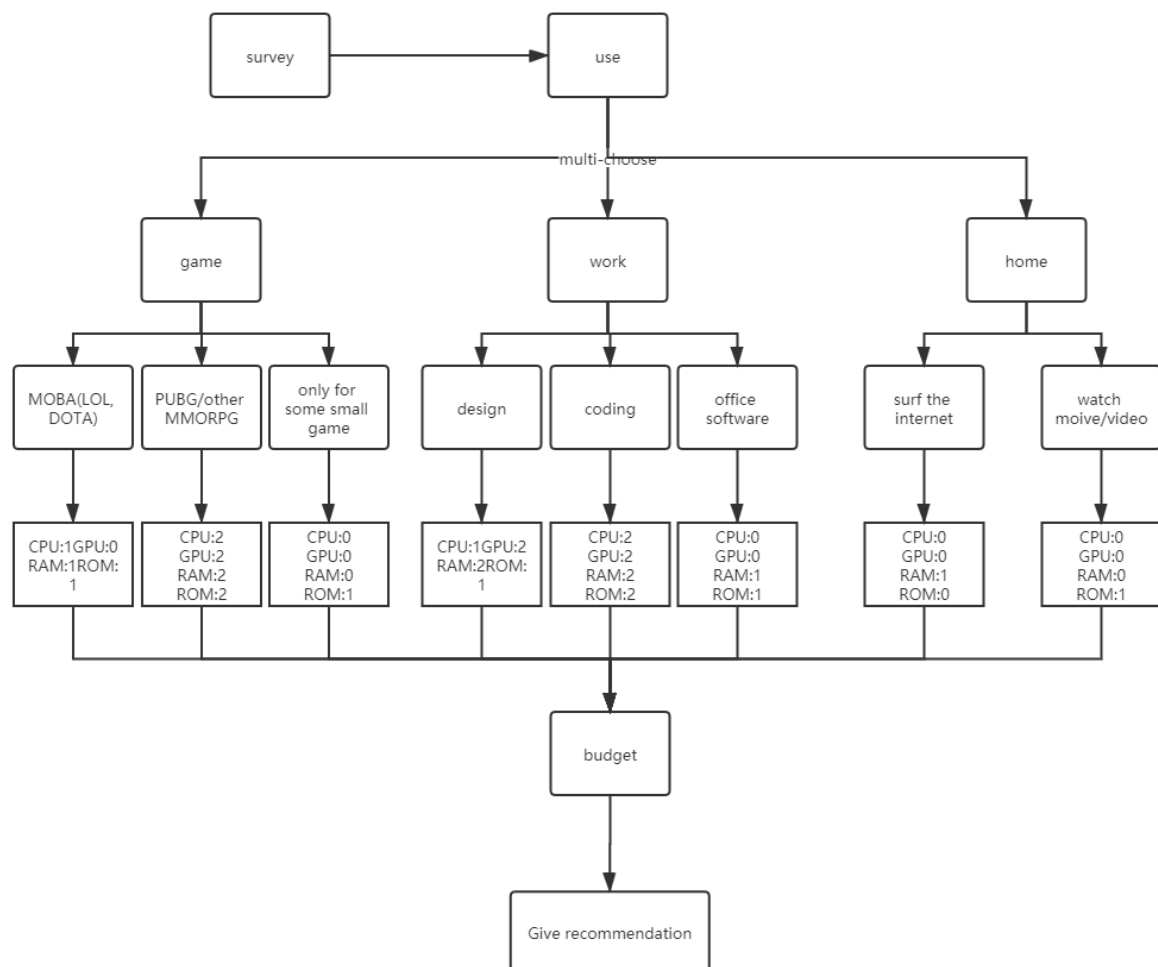 survey
use
multi-choose
game
work
home
MOBA(LOL,
DOTA)
PUBG/other
MMORPG
only for
some small
game
design
coding
office
software
surf the
internet
watch
moive/video
CPU:1GPU:0
RAM:1ROM:
1
CPU:2
GPU:2
RAM:2
ROM:2
CPU:0
GPU:0
RAM:0
ROM:1
CPU:1GPU:2
RAM:2ROM:
1
CPU:2
GPU:2
RAM:2
ROM:2
CPU:0
GPU:0
RAM:1
ROM:1
CPU:0
GPU:0
RAM:1
ROM:0
CPU:0
GPU:0
RAM:0
ROM:1
budget
Give recommendation